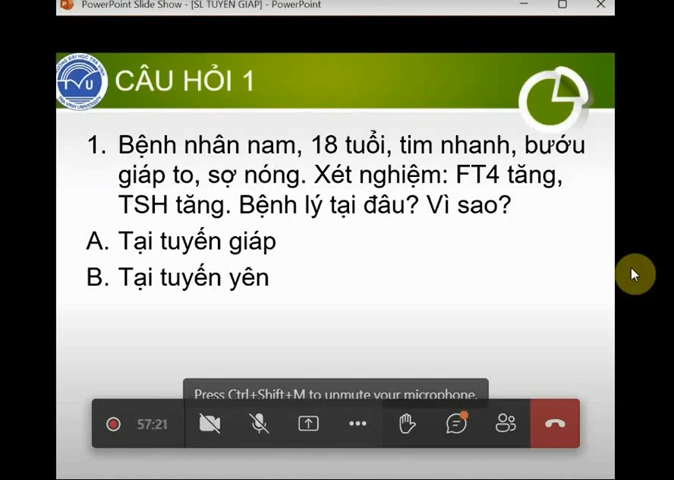 PowerPoint Slide Show - [SL TUYEN GIAP] - PowerPoint
TVU
CÂU HỎI 1
1. Bệnh nhân nam, 18 tuổi, tim nhanh, bướu
giáp to, sợ nóng. Xét nghiệm: FT4 tăng,
TSH tăng. Bệnh lý tại đâu? Vì sao?
A. Tại tuyến giáp
B. Tại tuyến yên
Press Ctrl+Shift+M to unmute your microphone.
57:21